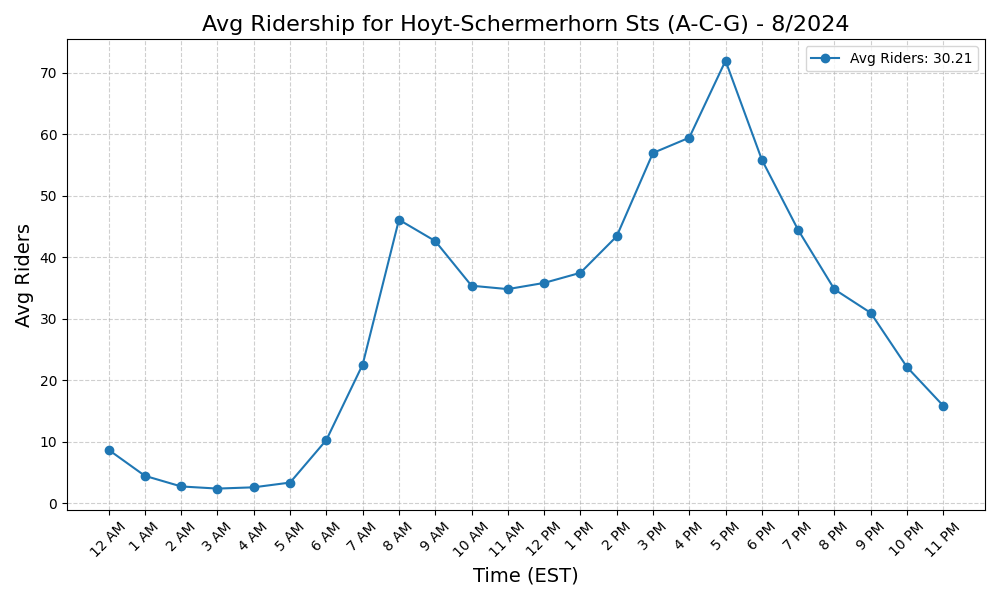 Avg Ridership for Hoyt-Schermerhorn Sts (A-C-G) - 8/2024
Avg Riders: 30.21
Avg Riders
70
60
50
40
30
20
10
0
12 AM
1 AM
2 AM
3 AM
4 AM
5 AM
6 AM
7 AM
8 AM
9 AM
10 AM
11 AM
12 PM
1 PM
2 PM
3 PM
4 PM
5 PM
6 PM
7 PM
8 PM
9 PM
10 PM
11 PM
Time (EST)